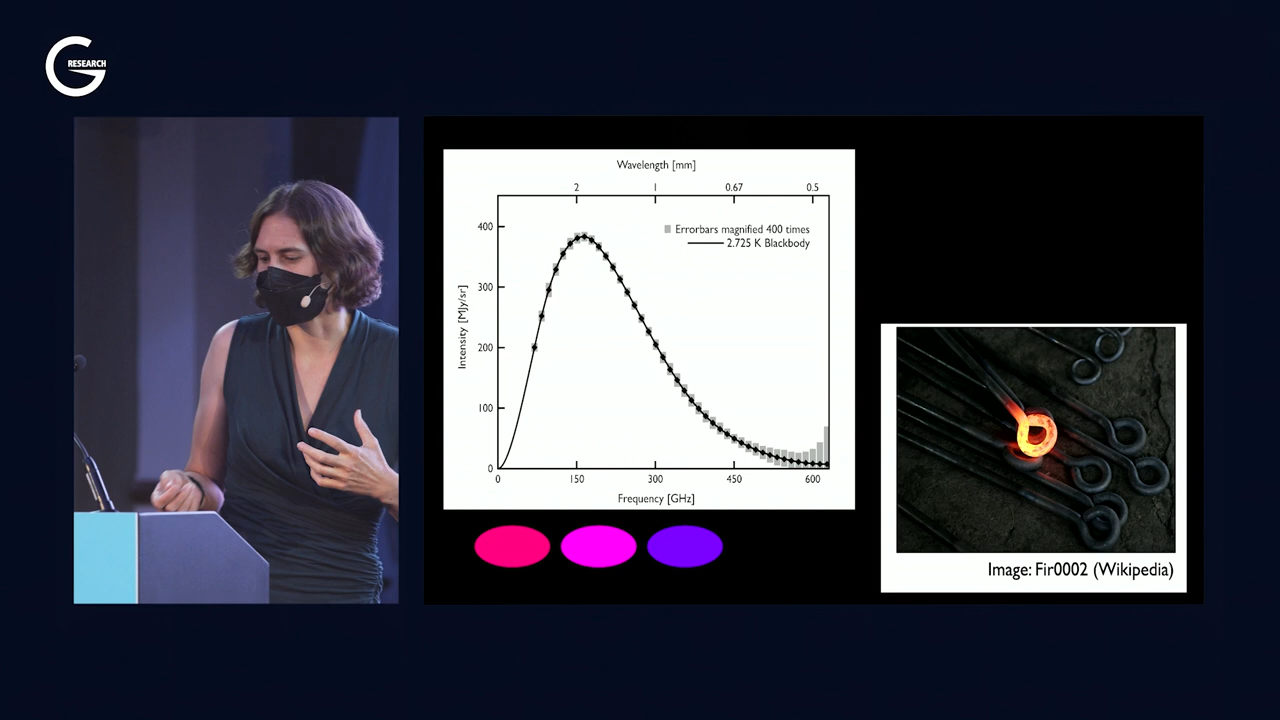 G
RESEARCH
Wavelength [mm]
2 1 0.67 0.5
400
300
200
100
0
Errorbars magnified 400 times
2.725 K Blackbody
Intensity [MJy/sr]
0 150 300 450 600
Frequency [GHz]
Image: Fir0002 (Wikipedia)